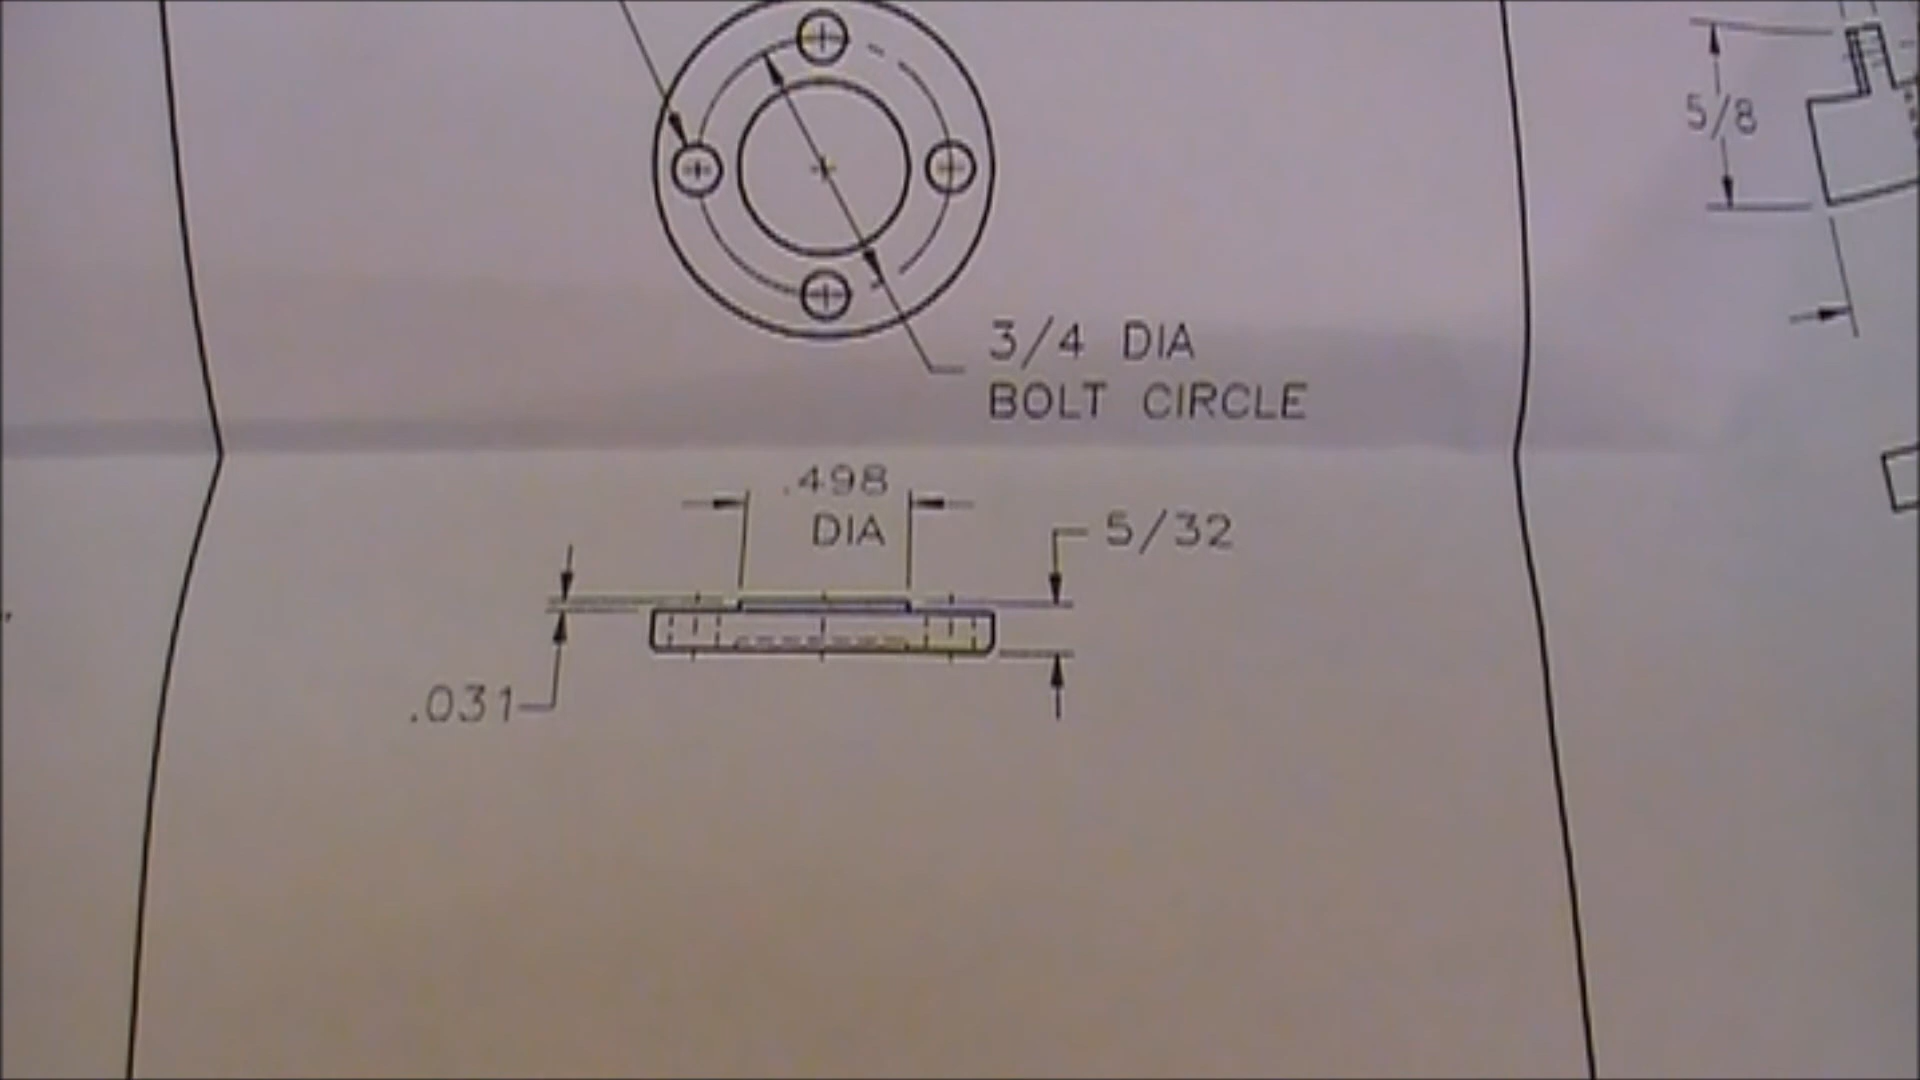 5/8
3/4 DIA
BOLT CIRCLE
.498
DIA
5/32
.031